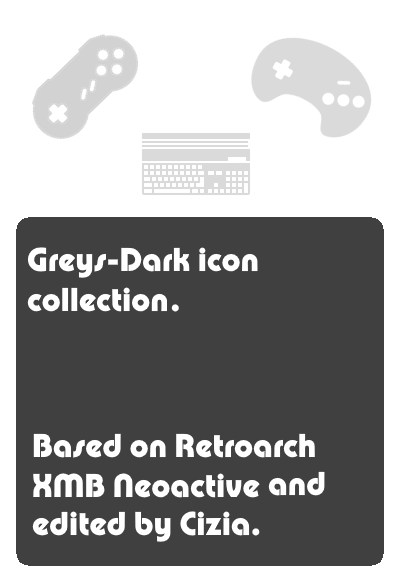 Greys-Dark icon
collection.
Based on Retroarch
XMB Neoactive and
edited by Cizia.